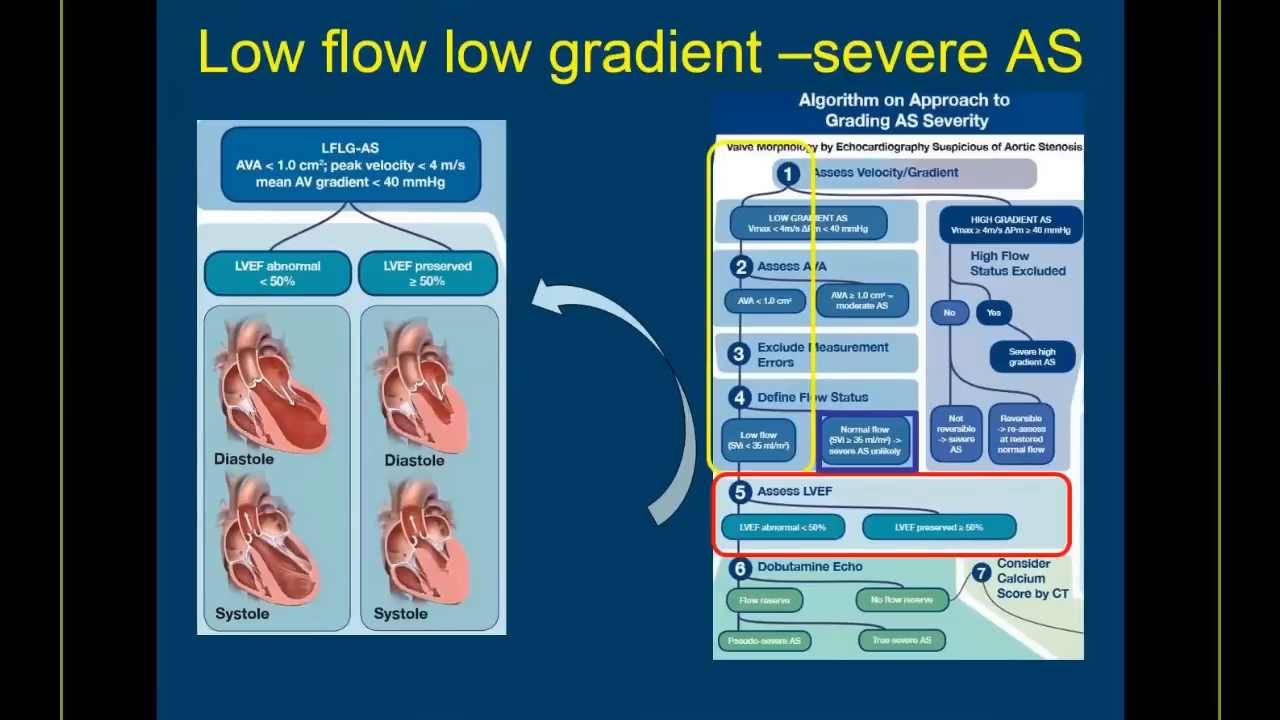 Low flow low gradient –severe AS
LFLG-AS
AVA < 1.0 cm²; peak velocity < 4 m/s
mean AV gradient < 40 mmHg
LVEF abnormal
< 50%
LVEF preserved
≥ 50%
Diastole
Diastole
Systole
Systole
Algorithm on Approach to
Grading AS Severity
Valve Morphology by Echocardiography Suspicious of Aortic Stenosis
1 Assess Velocity/Gradient
LOW GRADIENT AS
Vmax < 4m/s ΔPm < 40 mmHg
HIGH GRADIENT AS
Vmax ≥ 4m/s ΔPm ≥ 40 mmHg
2 Assess AVA
AVA < 1.0 cm²
AVA ≥ 1.0 cm² =
moderate AS
High Flow
Status Excluded
No
Yes
3 Exclude Measurement
Errors
Severe high
gradient AS
4 Define Flow Status
Low flow
(SVi < 35 ml/m²)
Normal flow
(SVi ≥ 35 ml/m²) ->
severe AS unlikely
Not
reversible
-> severe
AS
Reversible
-> re-assess
at restored
normal flow
5 Assess LVEF
LVEF abnormal < 50%
LVEF preserved ≥ 50%
6 Dobutamine Echo
Flow reserve
No flow reserve
Pseudo-severe AS
True severe AS
7 Consider
Calcium
Score by CT